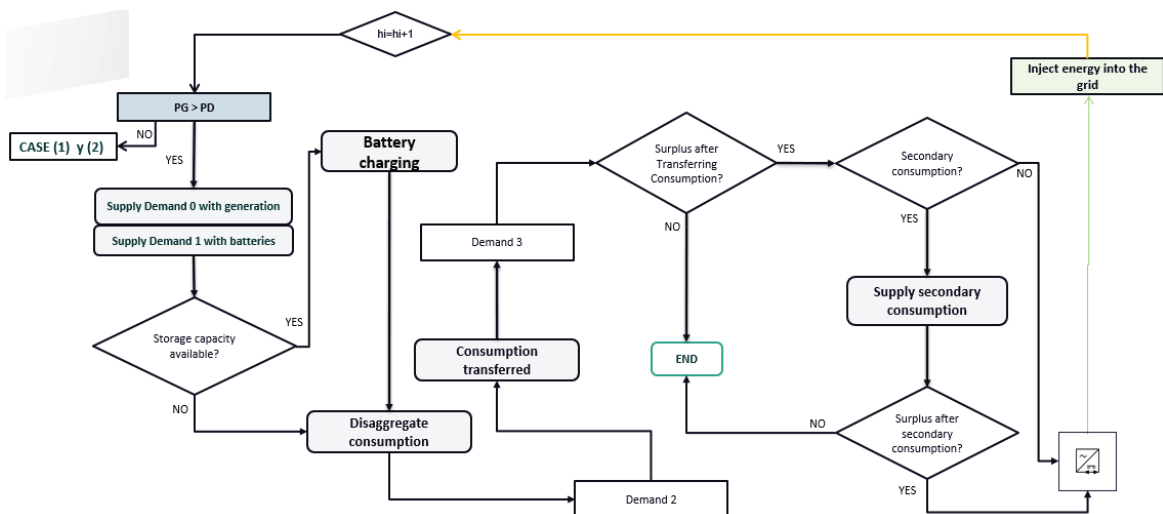 hi=hi+1
Inject energy into the
grid
PG > PD
NO
CASE (1) y (2)
YES
Supply Demand 0 with generation
Supply Demand 1 with batteries
Storage capacity
available?
YES
NO
Battery
charging
Disaggregate
consumption
Demand 2
Consumption
transferred
Demand 3
Surplus after
Transferring
Consumption?
YES
NO
END
Secondary
consumption?
NO
YES
Supply secondary
consumption
Surplus after
secondary
consumption?
NO
YES